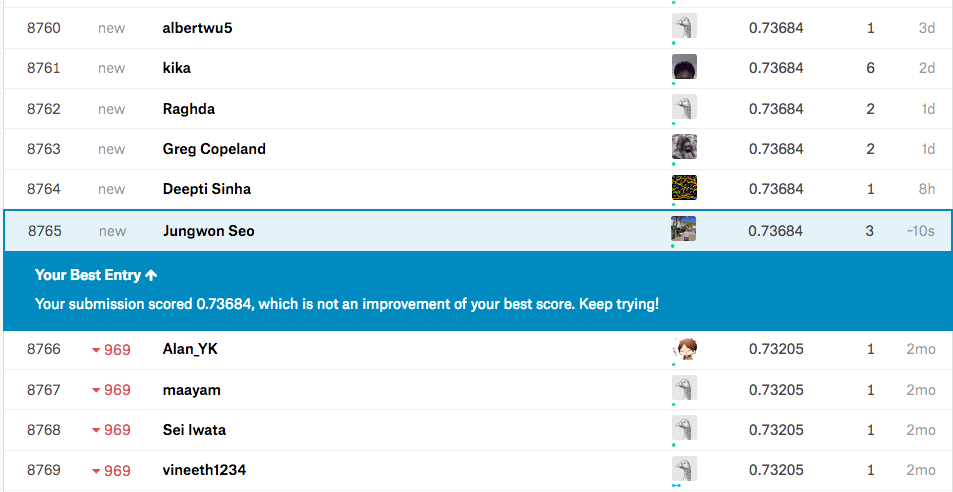 8760 new albertwu5 0.73684 1 3d
8761 new kika 0.73684 6 2d
8762 new Raghda 0.73684 2 1d
8763 new Greg Copeland 0.73684 2 1d
8764 new Deepti Sinha 0.73684 1 8h
8765 new Jungwon Seo 0.73684 3 ~10s
Your Best Entry ↑
Your submission scored 0.73684, which is not an improvement of your best score. Keep trying!
8766 969 Alan_YK 0.73205 1 2mo
8767 969 maayam 0.73205 1 2mo
8768 969 Sei Iwata 0.73205 1 2mo
8769 969 vineeth1234 0.73205 1 2mo